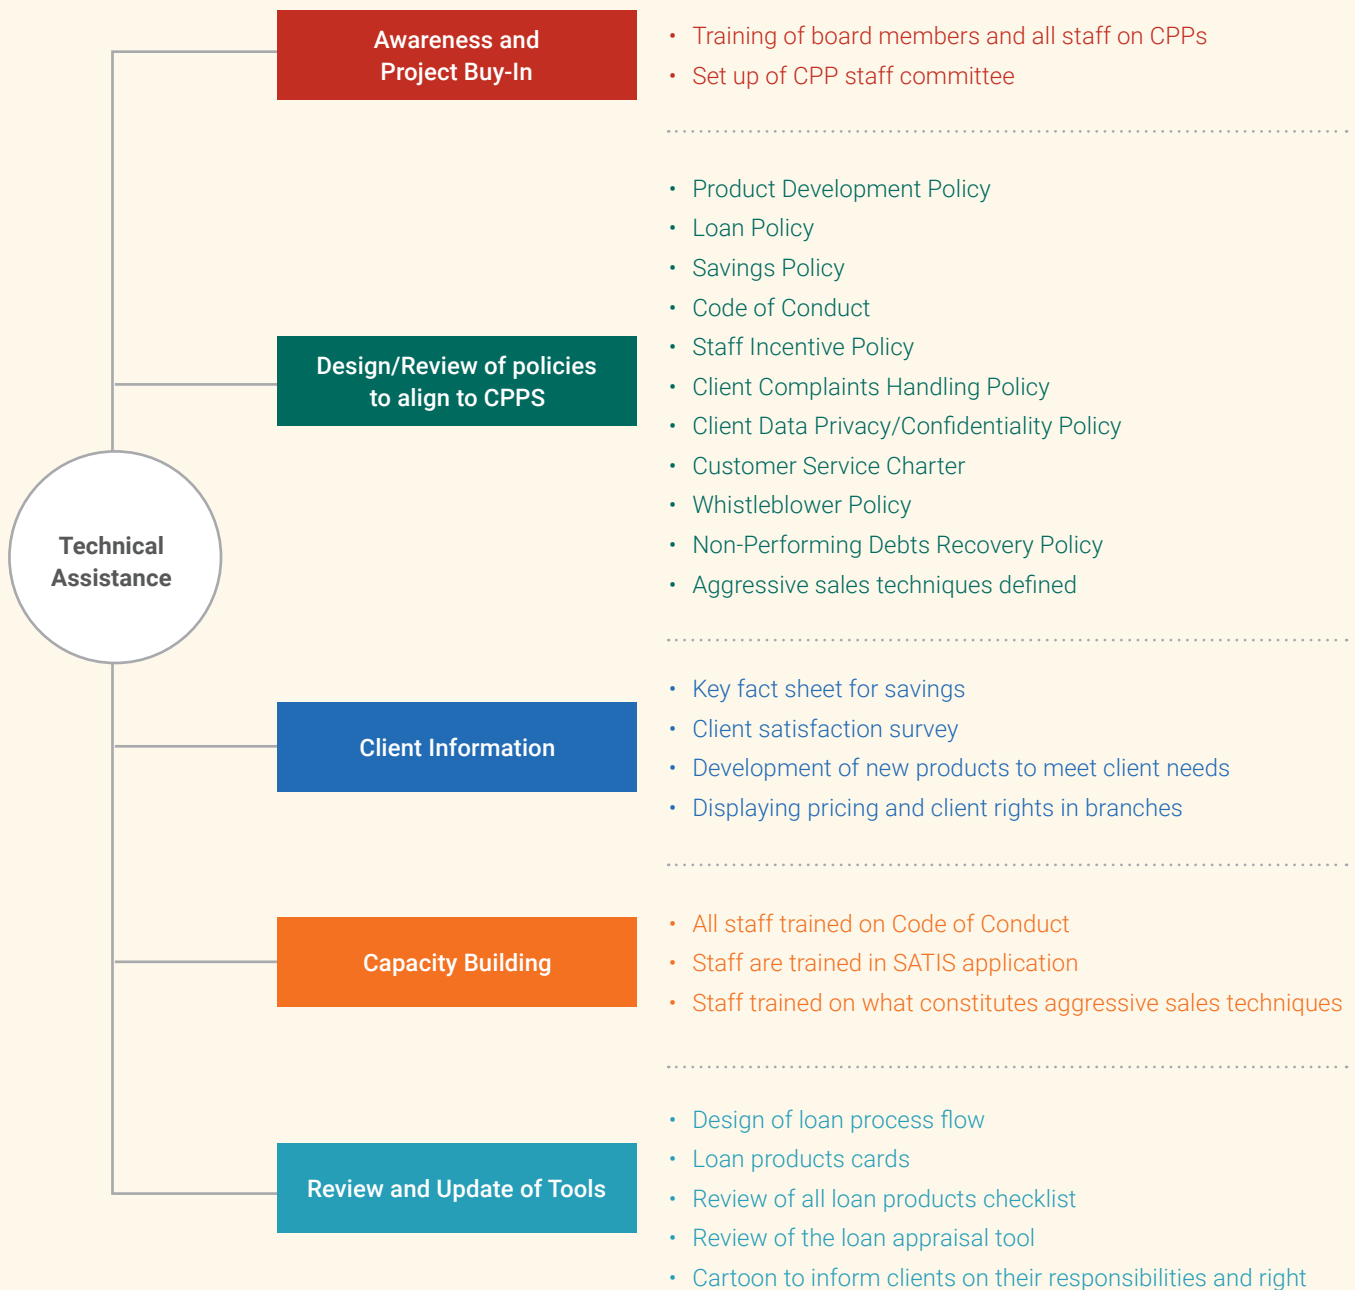 Technical
Assistance
Awareness and
Project Buy-In
• Training of board members and all staff on CPPs
• Set up of CPP staff committee
Design/Review of policies
to align to CPPS
• Product Development Policy
• Loan Policy
• Savings Policy
• Code of Conduct
• Staff Incentive Policy
• Client Complaints Handling Policy
• Client Data Privacy/Confidentiality Policy
• Customer Service Charter
• Whistleblower Policy
• Non-Performing Debts Recovery Policy
• Aggressive sales techniques defined
Client Information
• Key fact sheet for savings
• Client satisfaction survey
• Development of new products to meet client needs
• Displaying pricing and client rights in branches
Capacity Building
• All staff trained on Code of Conduct
• Staff are trained in SATIS application
• Staff trained on what constitutes aggressive sales techniques
Review and Update of Tools
• Design of loan process flow
• Loan products cards
• Review of all loan products checklist
• Review of the loan appraisal tool
• Cartoon to inform clients on their responsibilities and right